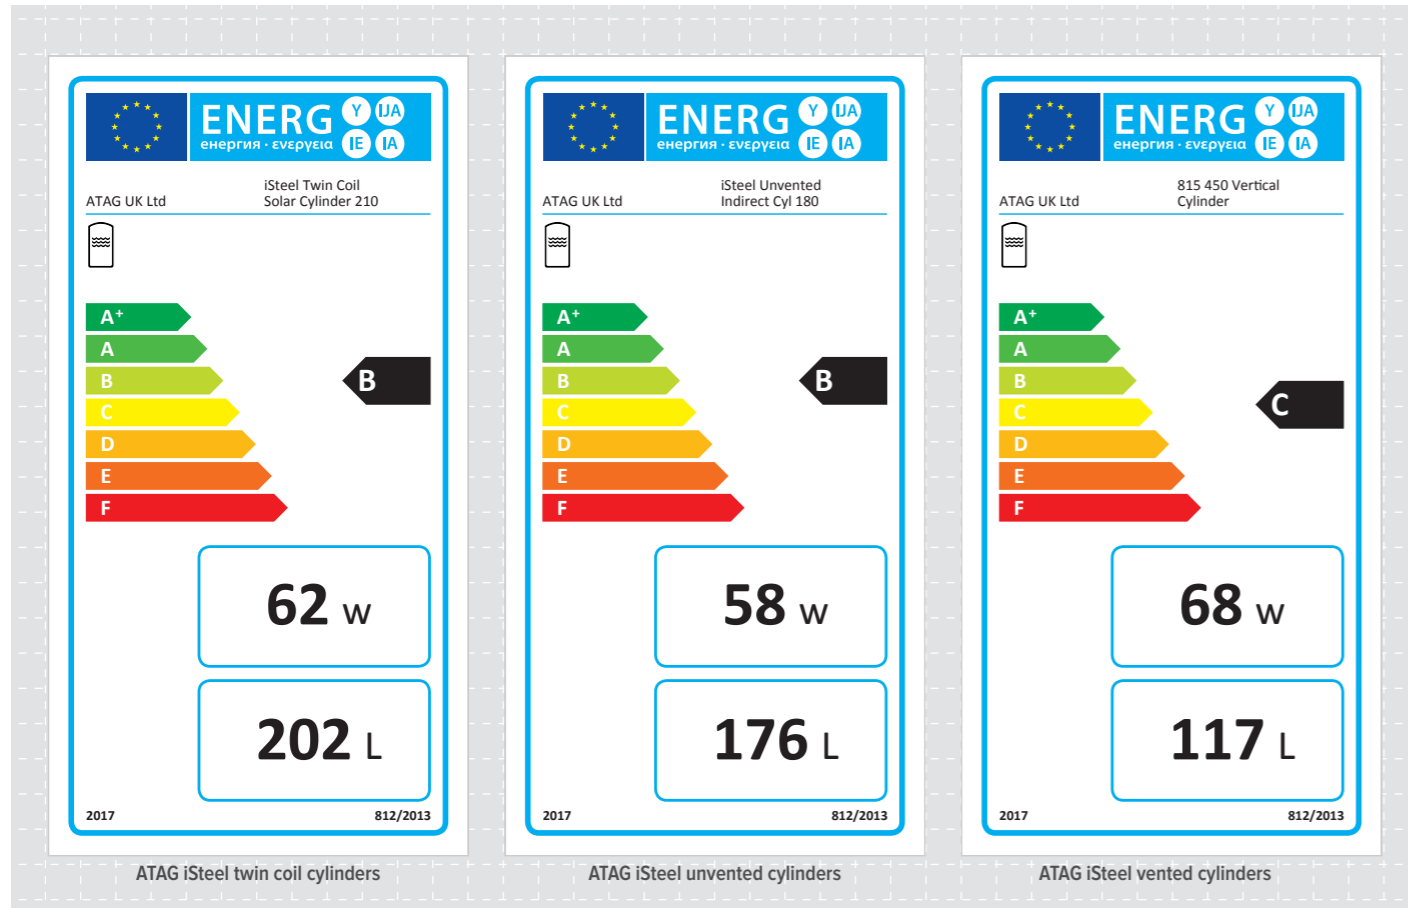 ENERG
Y IJA
IE IA
енергия · ενεργεια
ATAG UK Ltd
iSteel Twin Coil
Solar Cylinder 210
A+
A
B
C
D
E
F
B
62 W
202 L
2017
812/2013
ATAG iSteel twin coil cylinders
ENERG
Y IJA
IE IA
енергия · ενεργεια
ATAG UK Ltd
iSteel Unvented
Indirect Cyl 180
A+
A
B
C
D
E
F
B
58 W
176 L
2017
812/2013
ATAG iSteel unvented cylinders
ENERG
Y IJA
IE IA
енергия · ενεργεια
ATAG UK Ltd
815 450 Vertical
Cylinder
A+
A
B
C
D
E
F
C
68 W
117 L
2017
812/2013
ATAG iSteel vented cylinders